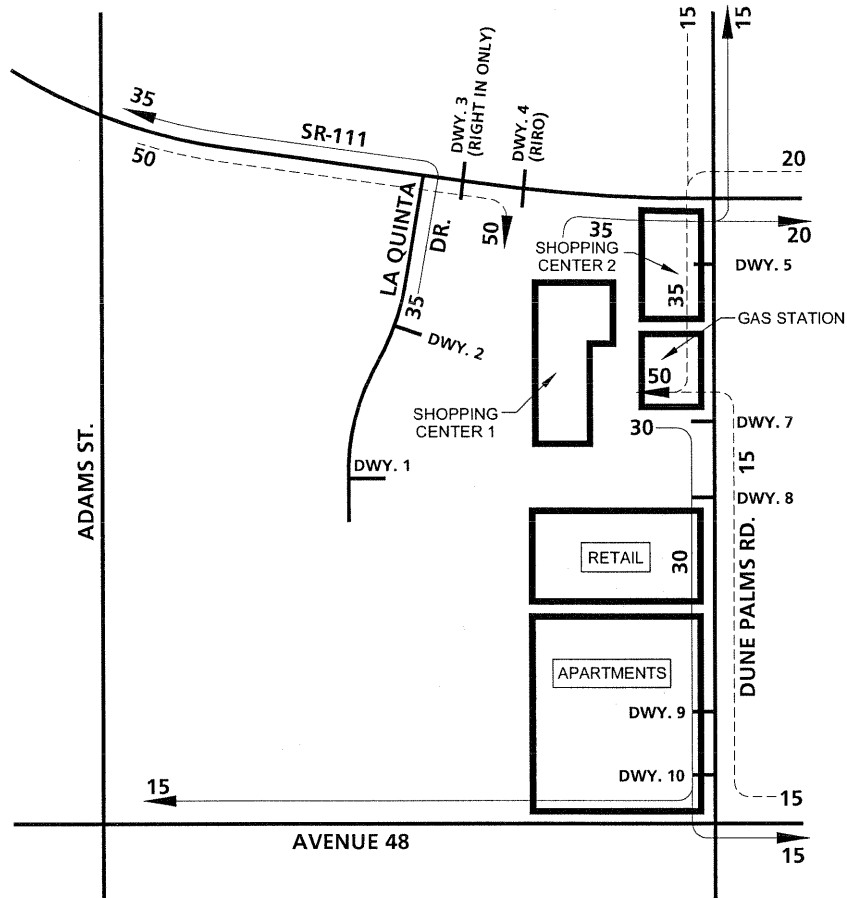 15
15
35
SR-111
50
DWY. 3
(RIGHT IN ONLY)
DWY. 4
(RIRO)
20
LA QUINTA
DR.
50
35
20
SHOPPING
CENTER 2
DWY. 5
35
35
GAS STATION
DWY. 2
50
SHOPPING
CENTER 1
30
DWY. 7
ADAMS ST.
DWY. 1
15
DWY. 8
RETAIL
30
DUNE PALMS RD.
APARTMENTS
DWY. 9
DWY. 10
15
15
AVENUE 48
15